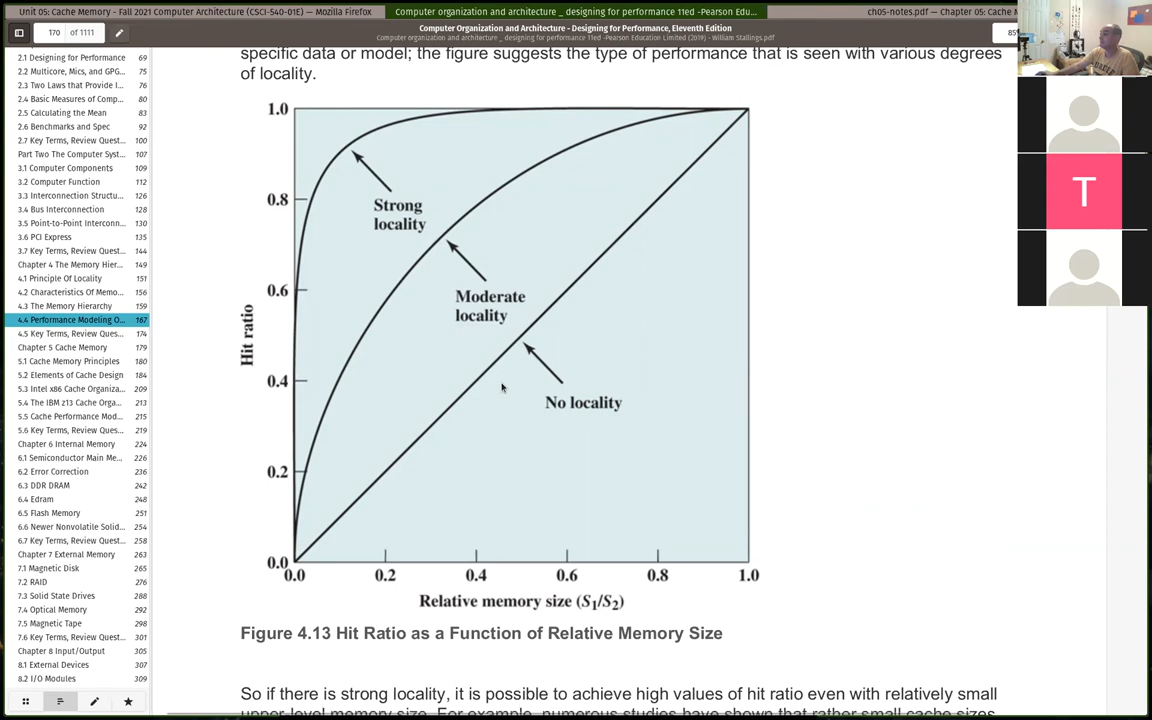 Unit 05: Cache Memory - Fall 2021 Computer Architecture (CSCI-540-01E) — Mozilla Firefox
Computer organization and architecture _ designing for performance 11ed -Pearson Edu...
ch05-notes.pdf — Chapter 05: Cache M
170 of 1111
Computer Organization and Architecture - Designing for Performance, Eleventh Edition
Computer organization and architecture _ designing for performance 11ed -Pearson Education Limited (2019) - William Stallings.pdf
85%
2.1 Designing for Performance 69
2.2 Multicore, Mics, and GPG... 75
2.3 Two Laws that Provide I... 76
2.4 Basic Measures of Comp... 80
2.5 Calculating the Mean 83
2.6 Benchmarks and Spec 92
2.7 Key Terms, Review Quest... 100
Part Two The Computer Syst... 107
3.1 Computer Components 109
3.2 Computer Function 112
3.3 Interconnection Structu... 126
3.4 Bus Interconnection 128
3.5 Point-to-Point Interconn... 130
3.6 PCI Express 135
3.7 Key Terms, Review Quest... 144
Chapter 4 The Memory Hier... 149
4.1 Principle Of Locality 151
4.2 Characteristics Of Memo... 156
4.3 The Memory Hierarchy 159
4.4 Performance Modeling O... 167
4.5 Key Terms, Review Ques... 174
Chapter 5 Cache Memory 179
5.1 Cache Memory Principles 180
5.2 Elements of Cache Design 184
5.3 Intel x86 Cache Organiza... 209
5.4 The IBM z13 Cache Orga... 213
5.5 Cache Performance Mod... 215
5.6 Key Terms, Review Ques... 219
Chapter 6 Internal Memory 224
6.1 Semiconductor Main Me... 226
6.2 Error Correction 236
6.3 DDR DRAM 242
6.4 Edram 248
6.5 Flash Memory 251
6.6 Newer Nonvolatile Solid... 254
6.7 Key Terms, Review Quest... 258
Chapter 7 External Memory 263
7.1 Magnetic Disk 265
7.2 RAID 276
7.3 Solid State Drives 288
7.4 Optical Memory 292
7.5 Magnetic Tape 298
7.6 Key Terms, Review Quest... 301
Chapter 8 Input/Output 305
8.1 External Devices 307
8.2 I/O Modules 309
specific data or model; the figure suggests the type of performance that is seen with various degrees
of locality.
1.0
0.8
0.6
0.4
0.2
0.0
Hit ratio
Strong
locality
Moderate
locality
No locality
0.0 0.2 0.4 0.6 0.8 1.0
Relative memory size (S1/S2)
Figure 4.13 Hit Ratio as a Function of Relative Memory Size
So if there is strong locality, it is possible to achieve high values of hit ratio even with relatively small
upper-level memory size. For example, numerous studies have shown that rather small cache sizes
T